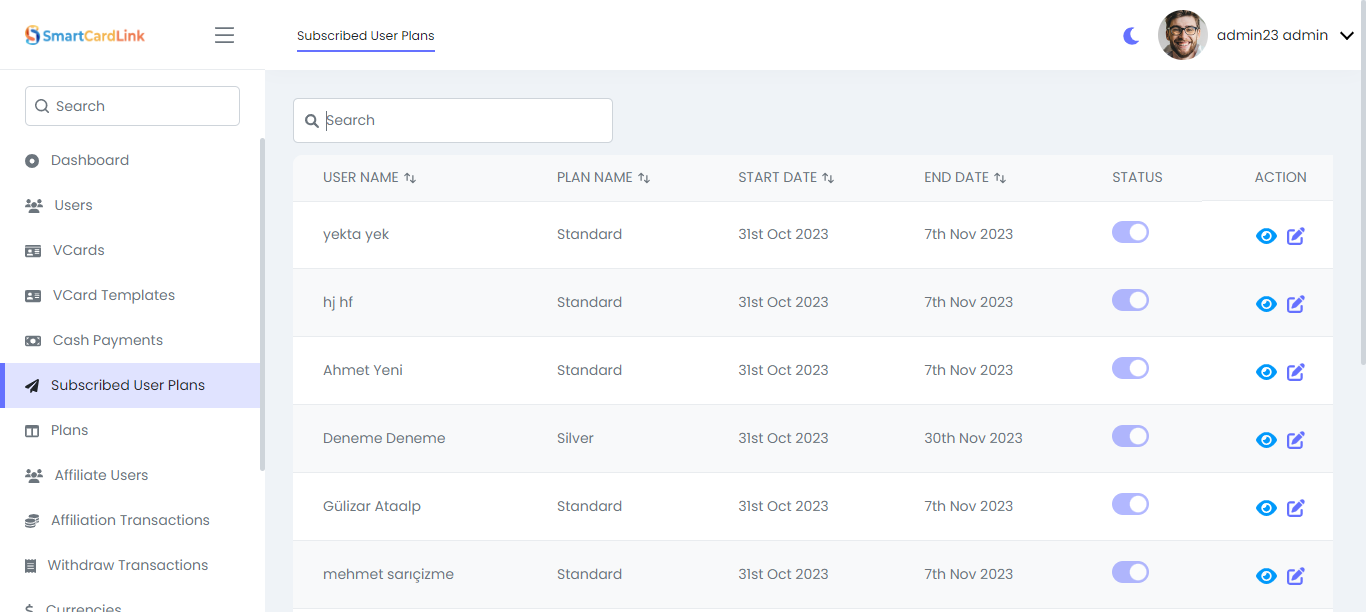 SmartCardLink
Subscribed User Plans
admin23 admin
Search
Dashboard
Users
VCards
VCard Templates
Cash Payments
Subscribed User Plans
Plans
Affiliate Users
Affiliation Transactions
Withdraw Transactions
Currencies
Search
USER NAME PLAN NAME START DATE END DATE STATUS ACTION
yekta yek Standard 31st Oct 2023 7th Nov 2023
hj hf Standard 31st Oct 2023 7th Nov 2023
Ahmet Yeni Standard 31st Oct 2023 7th Nov 2023
Deneme Deneme Silver 31st Oct 2023 30th Nov 2023
Gülizar Ataalp Standard 31st Oct 2023 7th Nov 2023
mehmet sarıçizme Standard 31st Oct 2023 7th Nov 2023